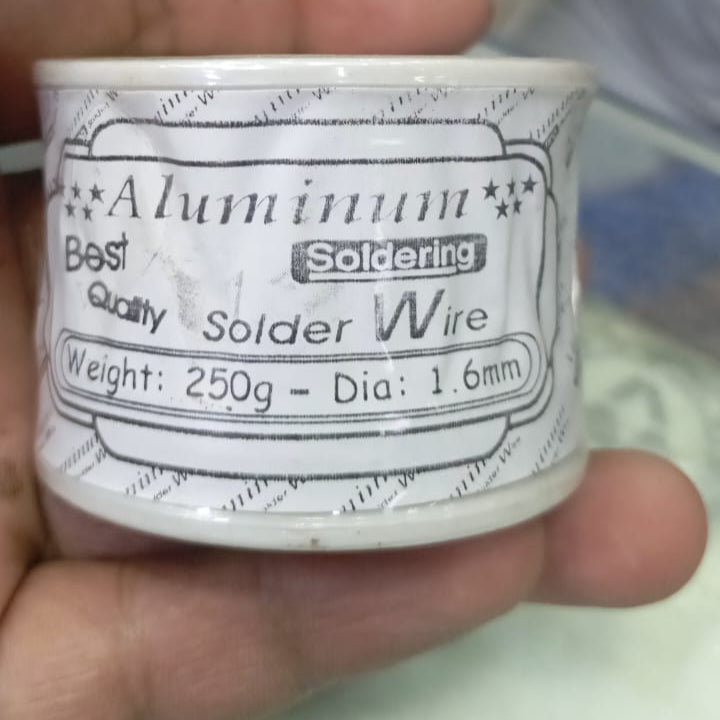 Aluminum
Best Soldering
Quality Solder Wire
Weight: 250g - Dia: 1.6mm